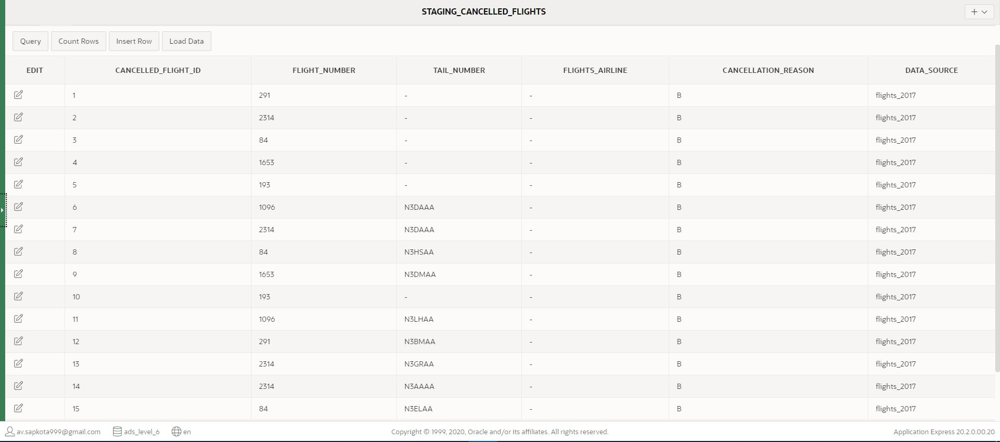 STAGING_CANCELLED_FLIGHTS
Query Count Rows Insert Row Load Data
EDIT CANCELLED_FLIGHT_ID FLIGHT_NUMBER TAIL_NUMBER FLIGHTS_AIRLINE CANCELLATION_REASON DATA_SOURCE
1 291 - - B flights_2017
2 2314 - - B flights_2017
3 84 - - B flights_2017
4 1653 - - B flights_2017
5 193 - - B flights_2017
6 1096 N3DAAA - B flights_2017
7 2314 N3DAAA - B flights_2017
8 84 N3HSAA - B flights_2017
9 1653 N3DMAA - B flights_2017
10 193 - - B flights_2017
11 1096 N3LHAA - B flights_2017
12 291 N3BMAA - B flights_2017
13 2314 N3GRAA - B flights_2017
14 2314 N3AAAA - B flights_2017
15 84 N3ELAA - B flights_2017
av.sapkota999@gmail.com ads_level_6 en Copyright © 1999, 2020, Oracle and/or its affiliates. All rights reserved. Application Express 20.2.0.00.20